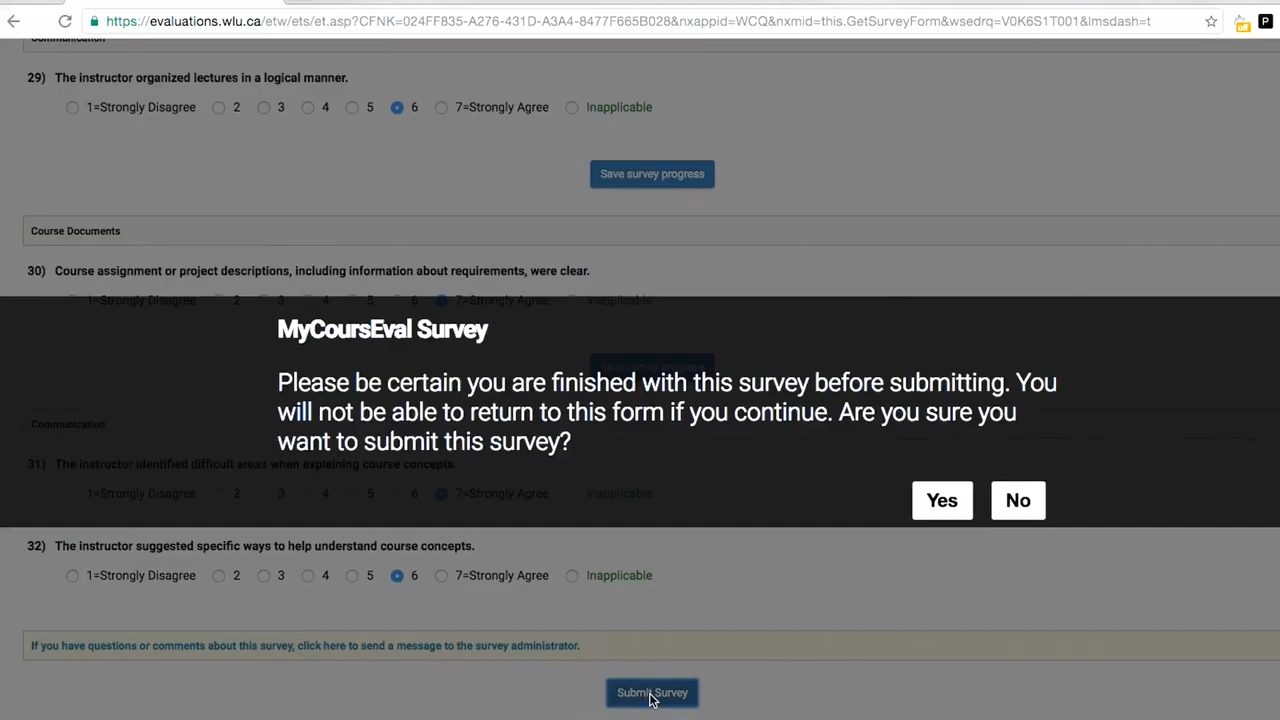 https://evaluations.wlu.ca/etw/ets/et.asp?CFNK=024FF835-A276-431D-A3A4-8477F665B028&nxappid=WCQ&nxmid=this.GetSurveyForm&wsedrq=V0K6S1T001&lmsdash=t
off
P
Communication
29) The instructor organized lectures in a logical manner.
1=Strongly Disagree 2 3 4 5 6 7=Strongly Agree Inapplicable
Save survey progress
Course Documents
30) Course assignment or project descriptions, including information about requirements, were clear.
1=Strongly Disagree 2 3 4 5 6 7=Strongly Agree Inapplicable
MyCoursEval Survey
Save survey progress
Please be certain you are finished with this survey before submitting. You
will not be able to return to this form if you continue. Are you sure you
want to submit this survey?
Communication
31) The instructor identified difficult areas when explaining course concepts.
1=Strongly Disagree 2 3 4 5 6 7=Strongly Agree Inapplicable
Yes No
32) The instructor suggested specific ways to help understand course concepts.
1=Strongly Disagree 2 3 4 5 6 7=Strongly Agree Inapplicable
If you have questions or comments about this survey, click here to send a message to the survey administrator.
Submit Survey